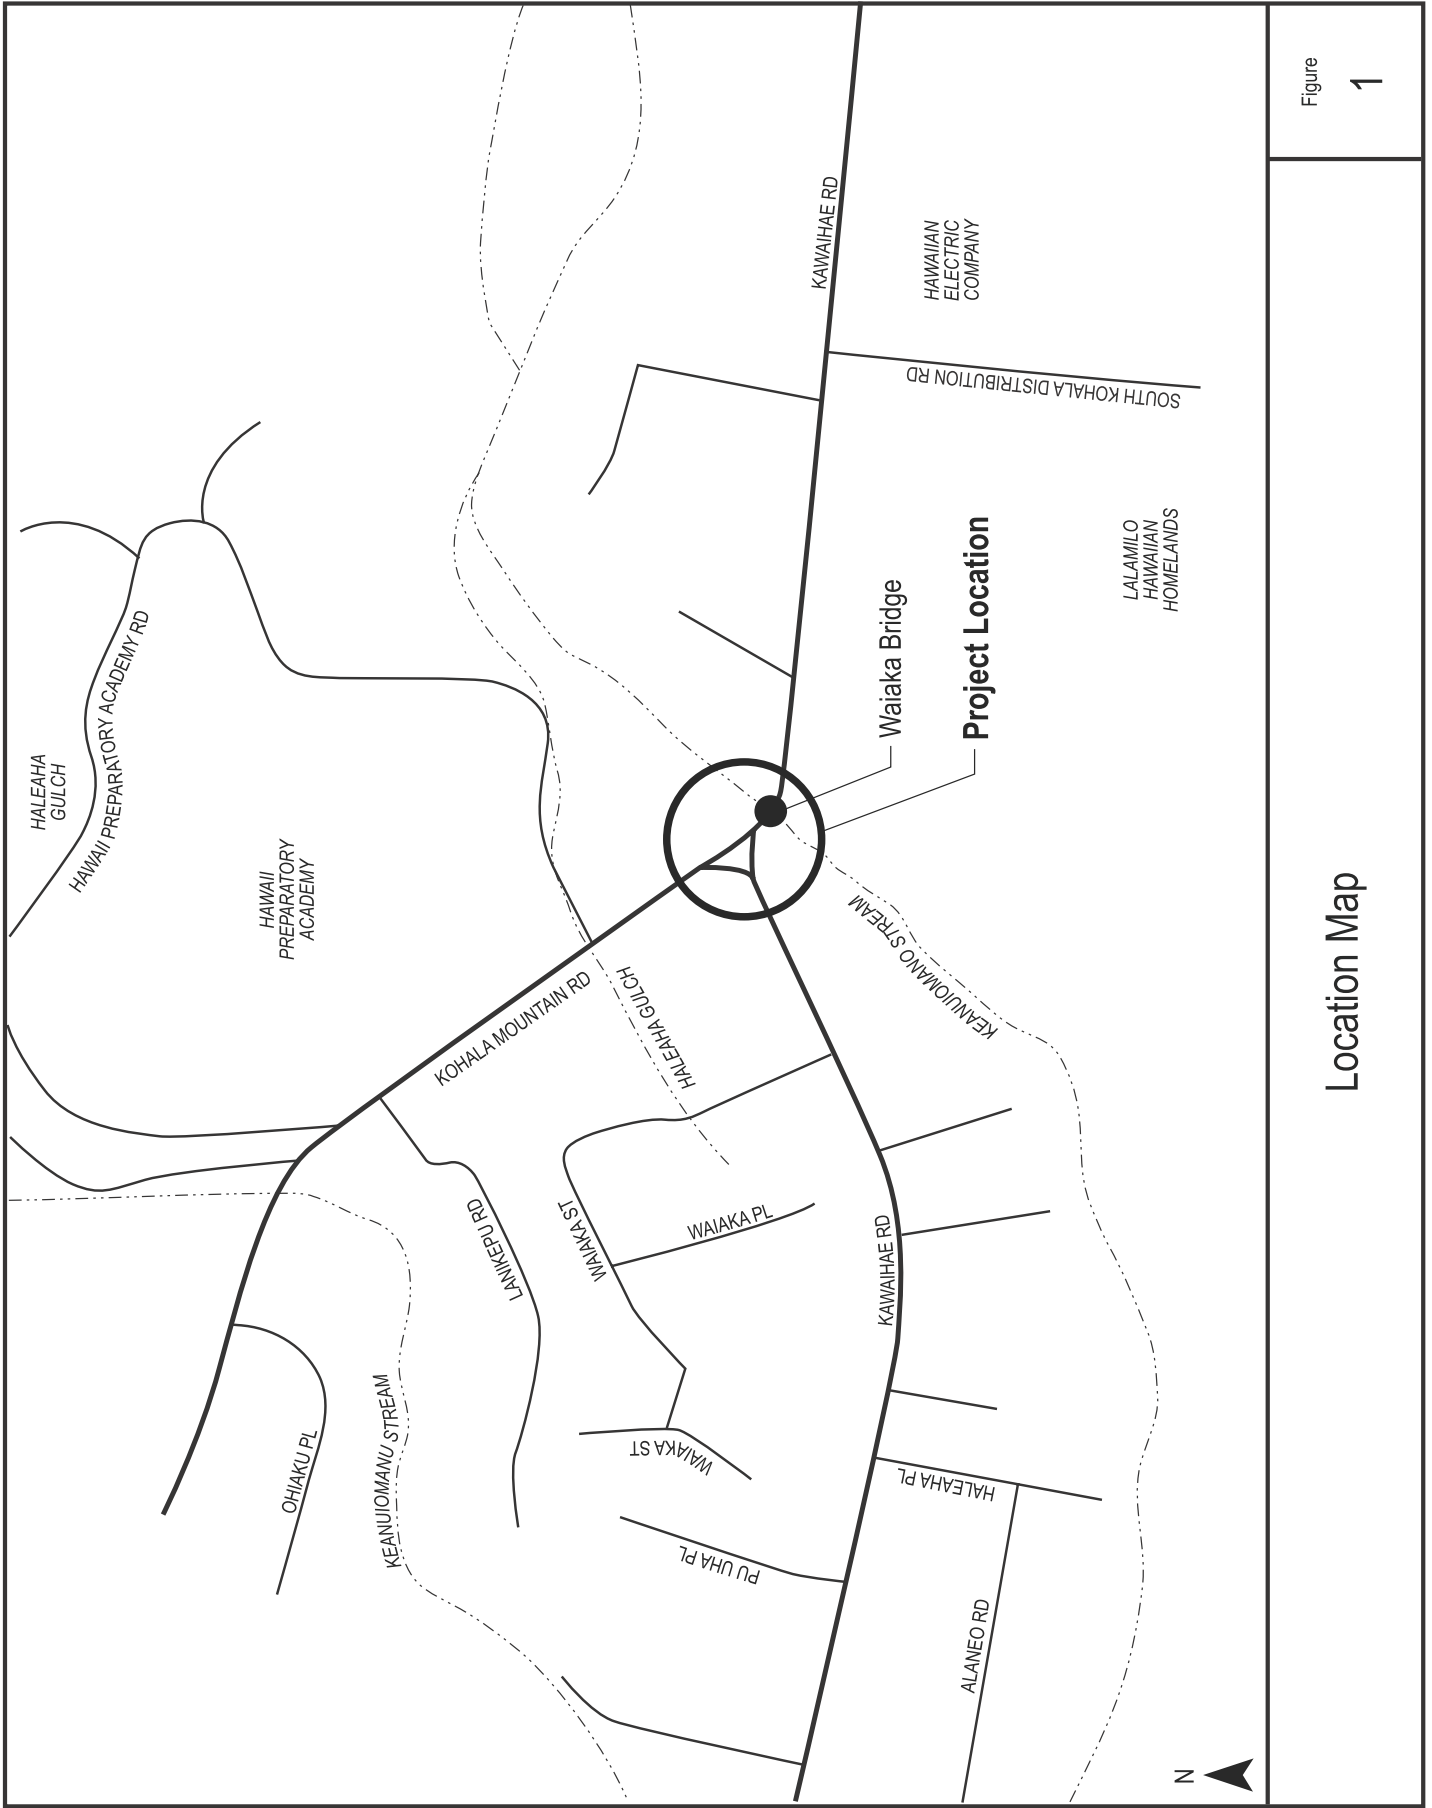 HALEAHA
GULCH
HAWAII PREPARATORY ACADEMY RD
HAWAII
PREPARATORY
ACADEMY
KOHALA MOUNTAIN RD
HALEAHA GULCH
LANIKEPU RD
WAIAKA ST
WAIAKA PL
WAIAKA ST
OHIAKU PL
KEANUIOMANU STREAM
PU UHA PL
KAWAIHAE RD
HALEAHA PL
ALANEO RD
KEANUIOMANO STREAM
KAWAIHAE RD
HAWAIIAN
ELECTRIC
COMPANY
SOUTH KOHALA DISTRIBUTION RD
Waiaka Bridge
Project Location
LALAMILO
HAWAIIAN
HOMELANDS
N
Location Map
Figure
1